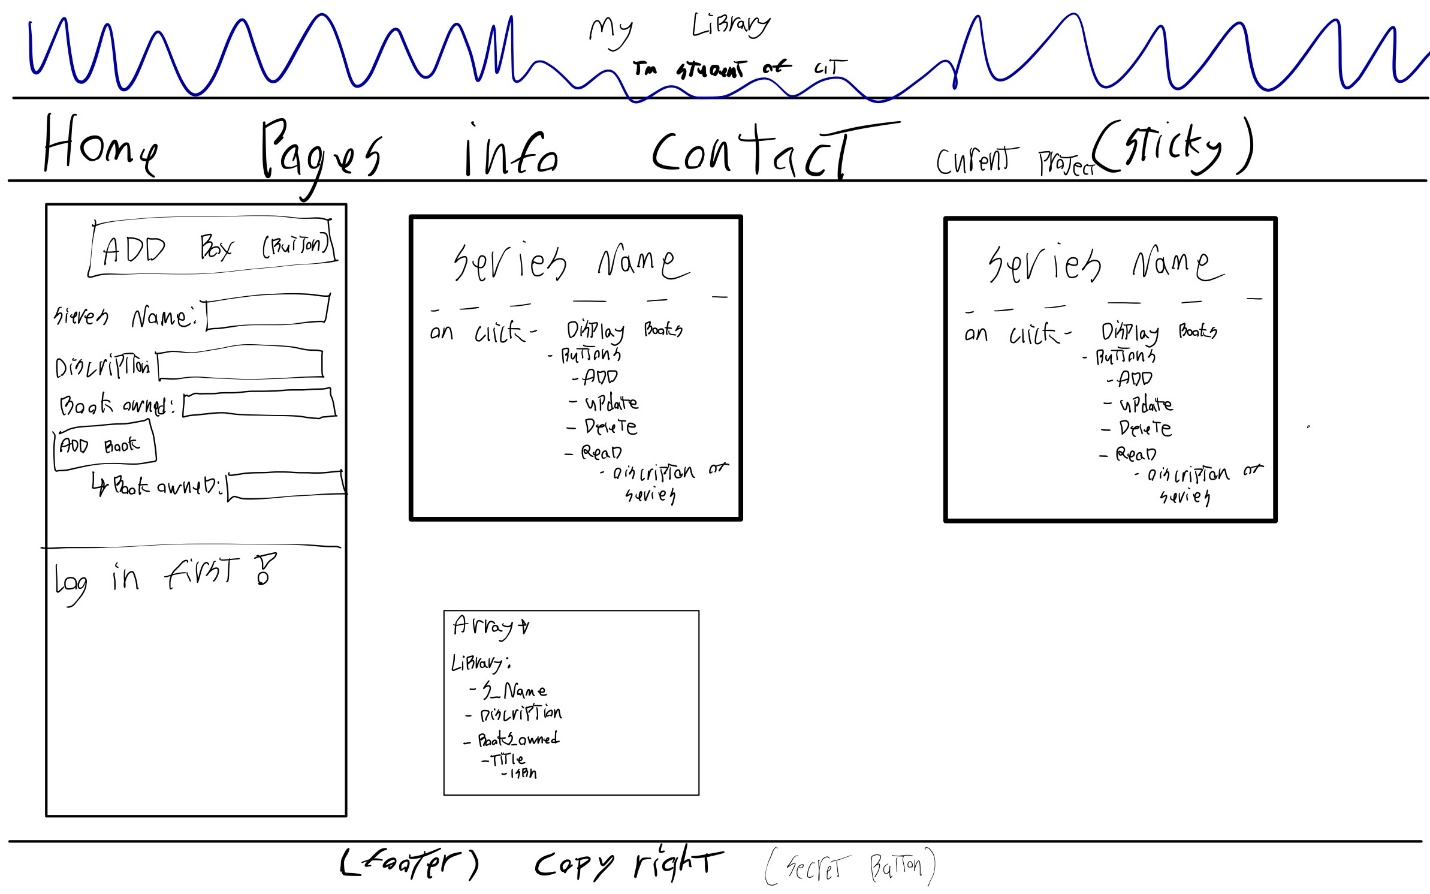 My Library
I'm student at CIT
Home Pages info Contact Curent Project (sticky)
ADD Box (Button)
sieres Name:
Discription
Book owned:
ADD Book
↳ Book owned:
Log in first !
Series Name
on click - Display Books
- Buttons
- ADD
- update
- Delete
- Read
- Discription of
series
Series Name
on click - Display Books
- Buttons
- ADD
- update
- Delete
- Read
- Discription of
series
Array
Library:
- S_Name
- Discription
- Books_owned
- Title
- isbn
(footer) Copy right (secret Button)